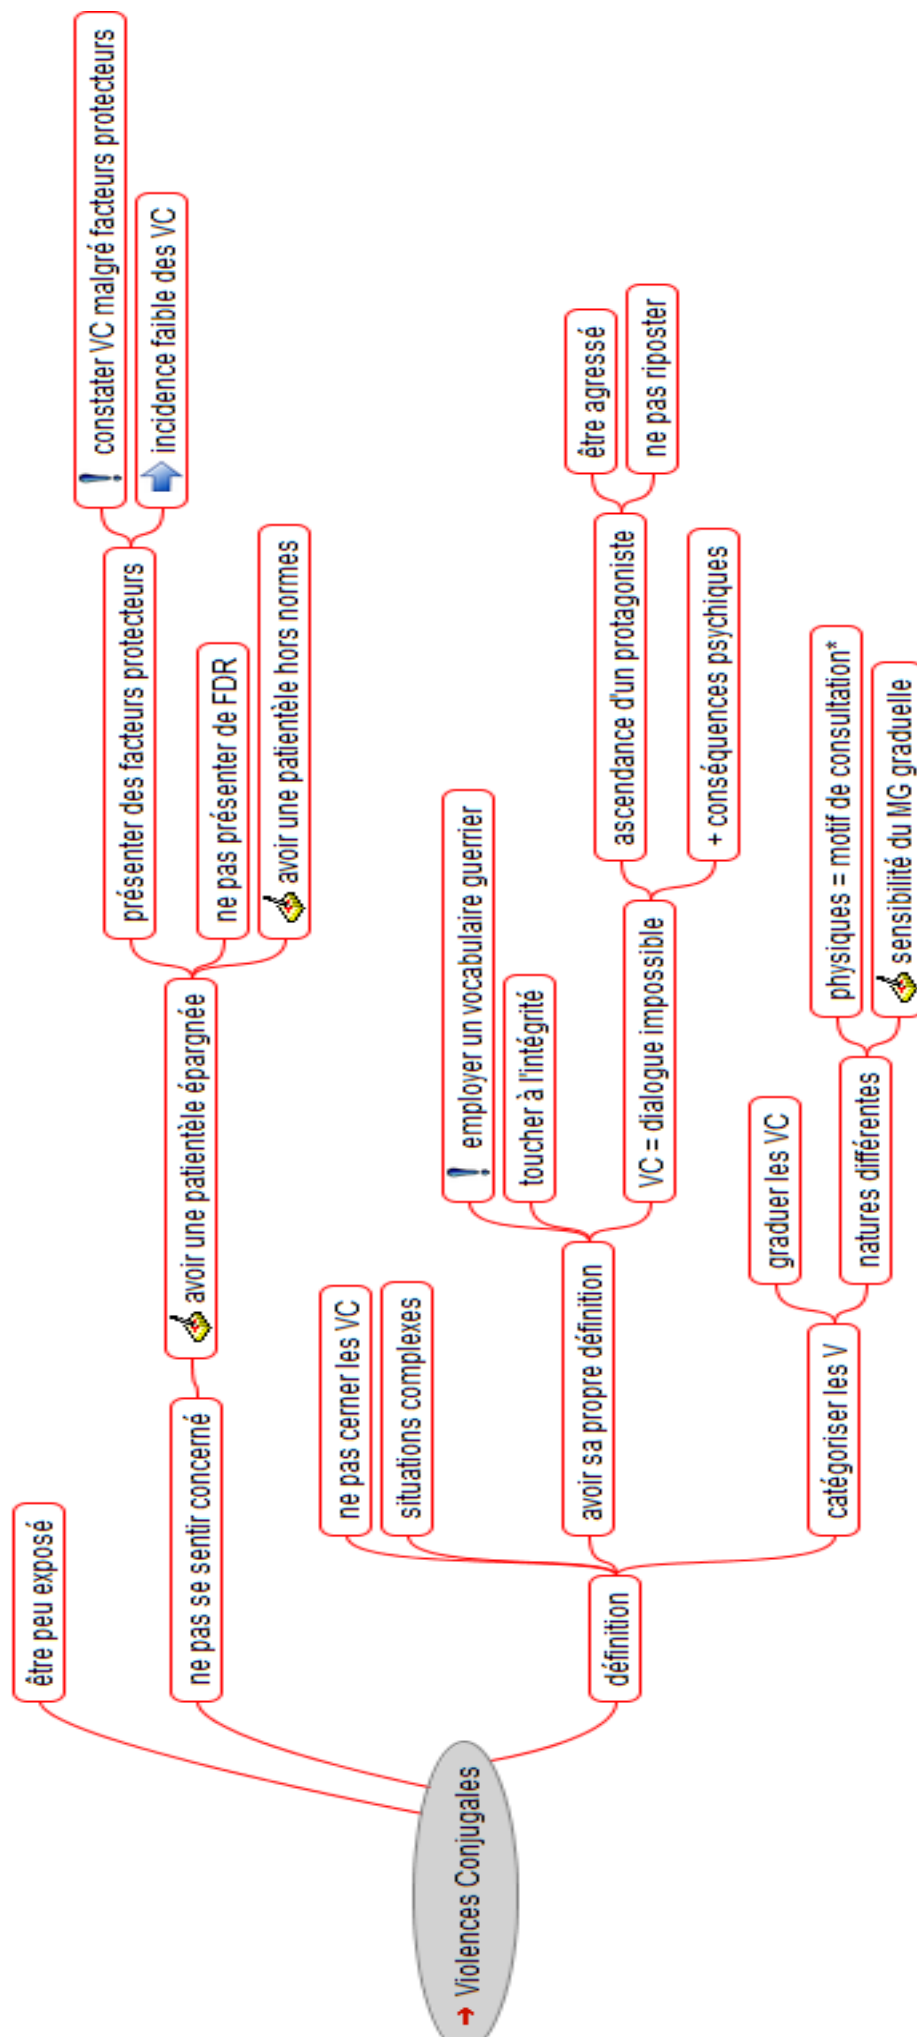 Violences Conjugales
être peu exposé
ne pas se sentir concerné
avoir une patientèle épargnée
présenter des facteurs protecteurs
constater VC malgré facteurs protecteurs
incidence faible des VC
ne pas présenter de FDR
avoir une patientèle hors normes
définition
ne pas cerner les VC
situations complexes
avoir sa propre définition
employer un vocabulaire guerrier
toucher à l'intégrité
VC = dialogue impossible
ascendance d'un protagoniste
être agressé
ne pas riposter
+ conséquences psychiques
catégoriser les V
graduer les VC
natures différentes
physiques = motif de consultation*
sensibilité du MG graduelle